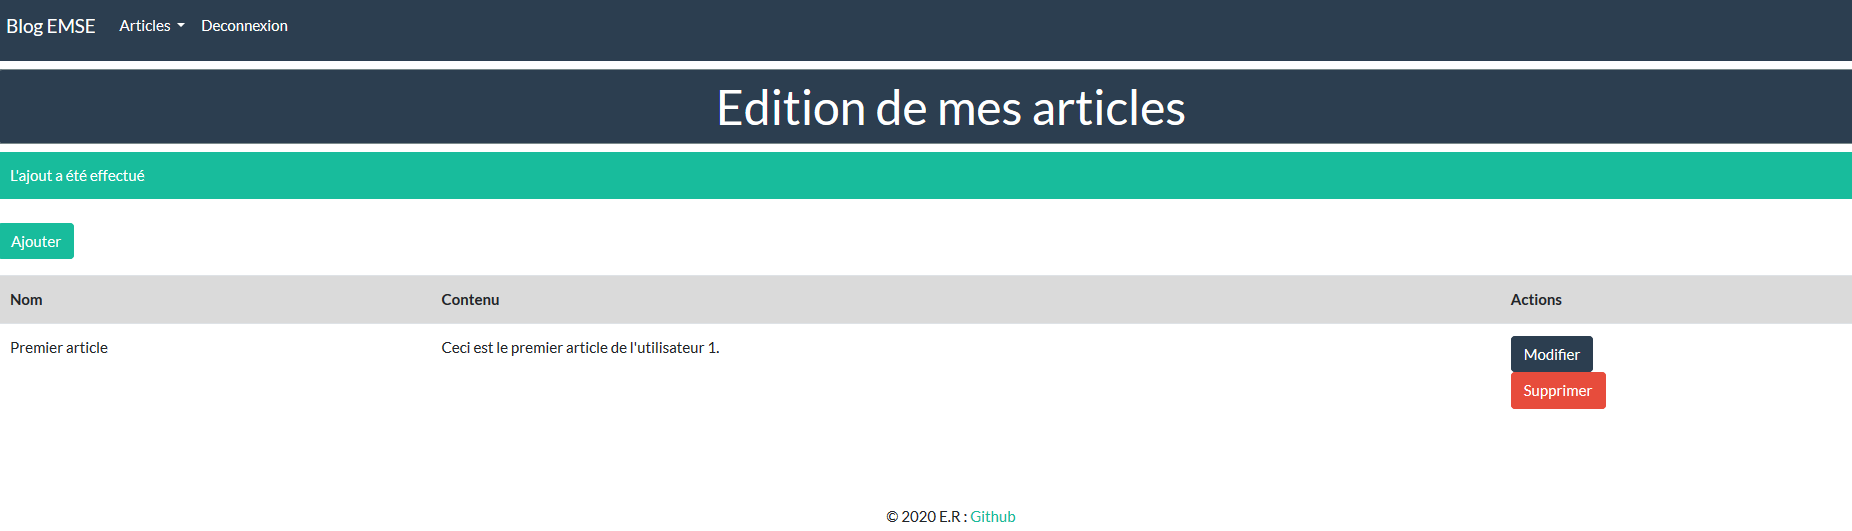 Blog EMSE Articles Deconnexion
Edition de mes articles
L'ajout a été effectué
Ajouter
Nom Contenu Actions
Premier article Ceci est le premier article de l'utilisateur 1. Modifier
Supprimer
© 2020 E.R : Github